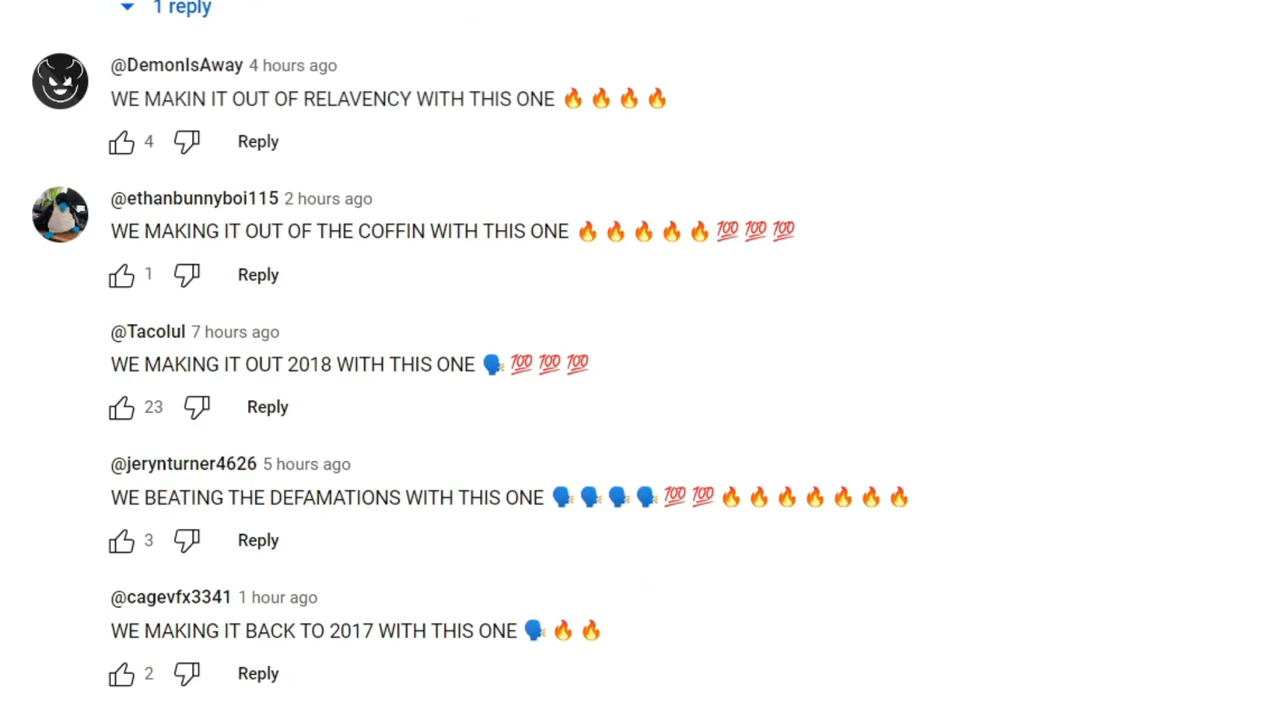 1 reply
@DemonIsAway 4 hours ago
WE MAKIN IT OUT OF RELAVENCY WITH THIS ONE 🔥🔥🔥🔥
4 Reply
@ethanbunnyboi115 2 hours ago
WE MAKING IT OUT OF THE COFFIN WITH THIS ONE 🔥🔥🔥🔥🔥💯💯💯
1 Reply
@Tacolul 7 hours ago
WE MAKING IT OUT 2018 WITH THIS ONE 🗣️💯💯💯
23 Reply
@jerynturner4626 5 hours ago
WE BEATING THE DEFAMATIONS WITH THIS ONE 🗣️🗣️🗣️🗣️💯💯🔥🔥🔥🔥🔥🔥🔥
3 Reply
@cagevfx3341 1 hour ago
WE MAKING IT BACK TO 2017 WITH THIS ONE 🗣️🔥🔥
2 Reply